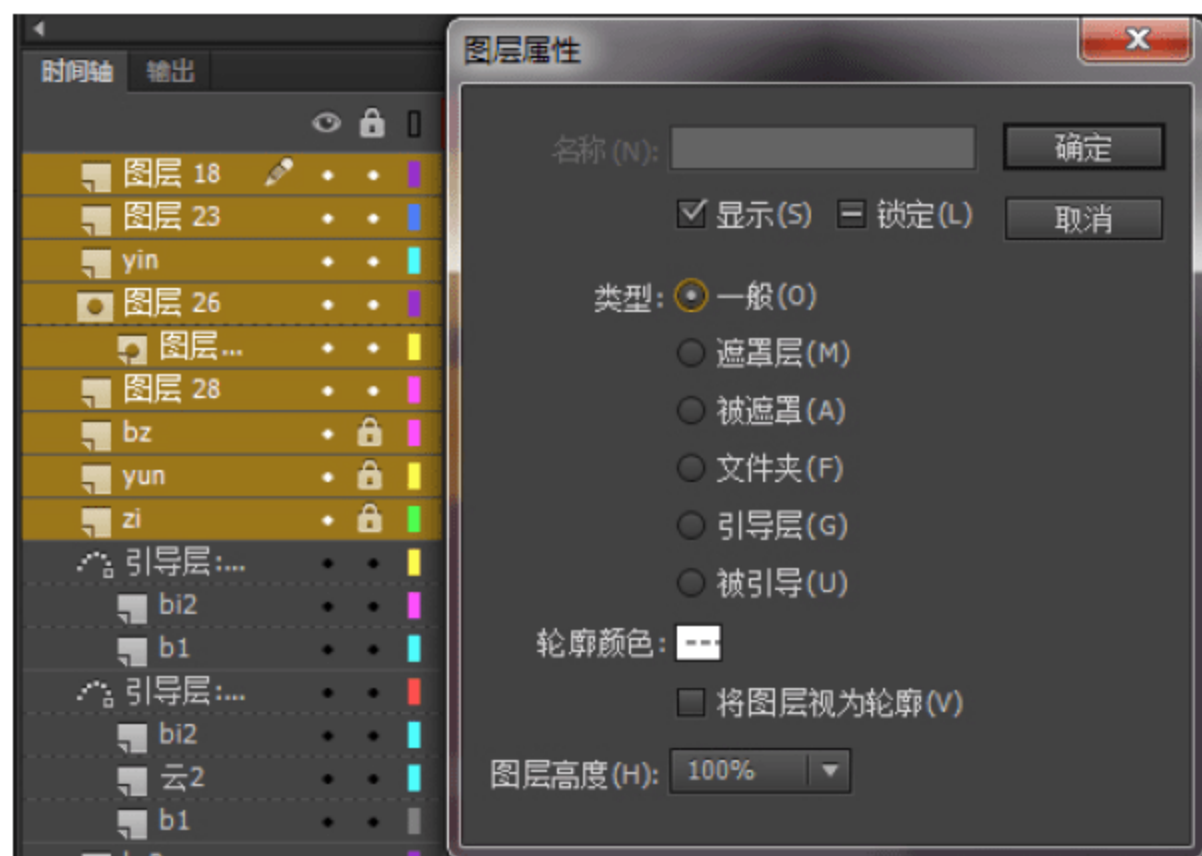 时间轴 输出
图层 18
图层 23
yin
图层 26
图层...
图层 28
bz
yun
zi
引导层:...
bi2
b1
引导层:...
bi2
云2
b1
图层属性
名称(N):
确定
显示(S) 锁定(L)
取消
类型: 一般(O)
遮罩层(M)
被遮罩(A)
文件夹(F)
引导层(G)
被引导(U)
轮廓颜色:
将图层视为轮廓(V)
图层高度(H): 100%